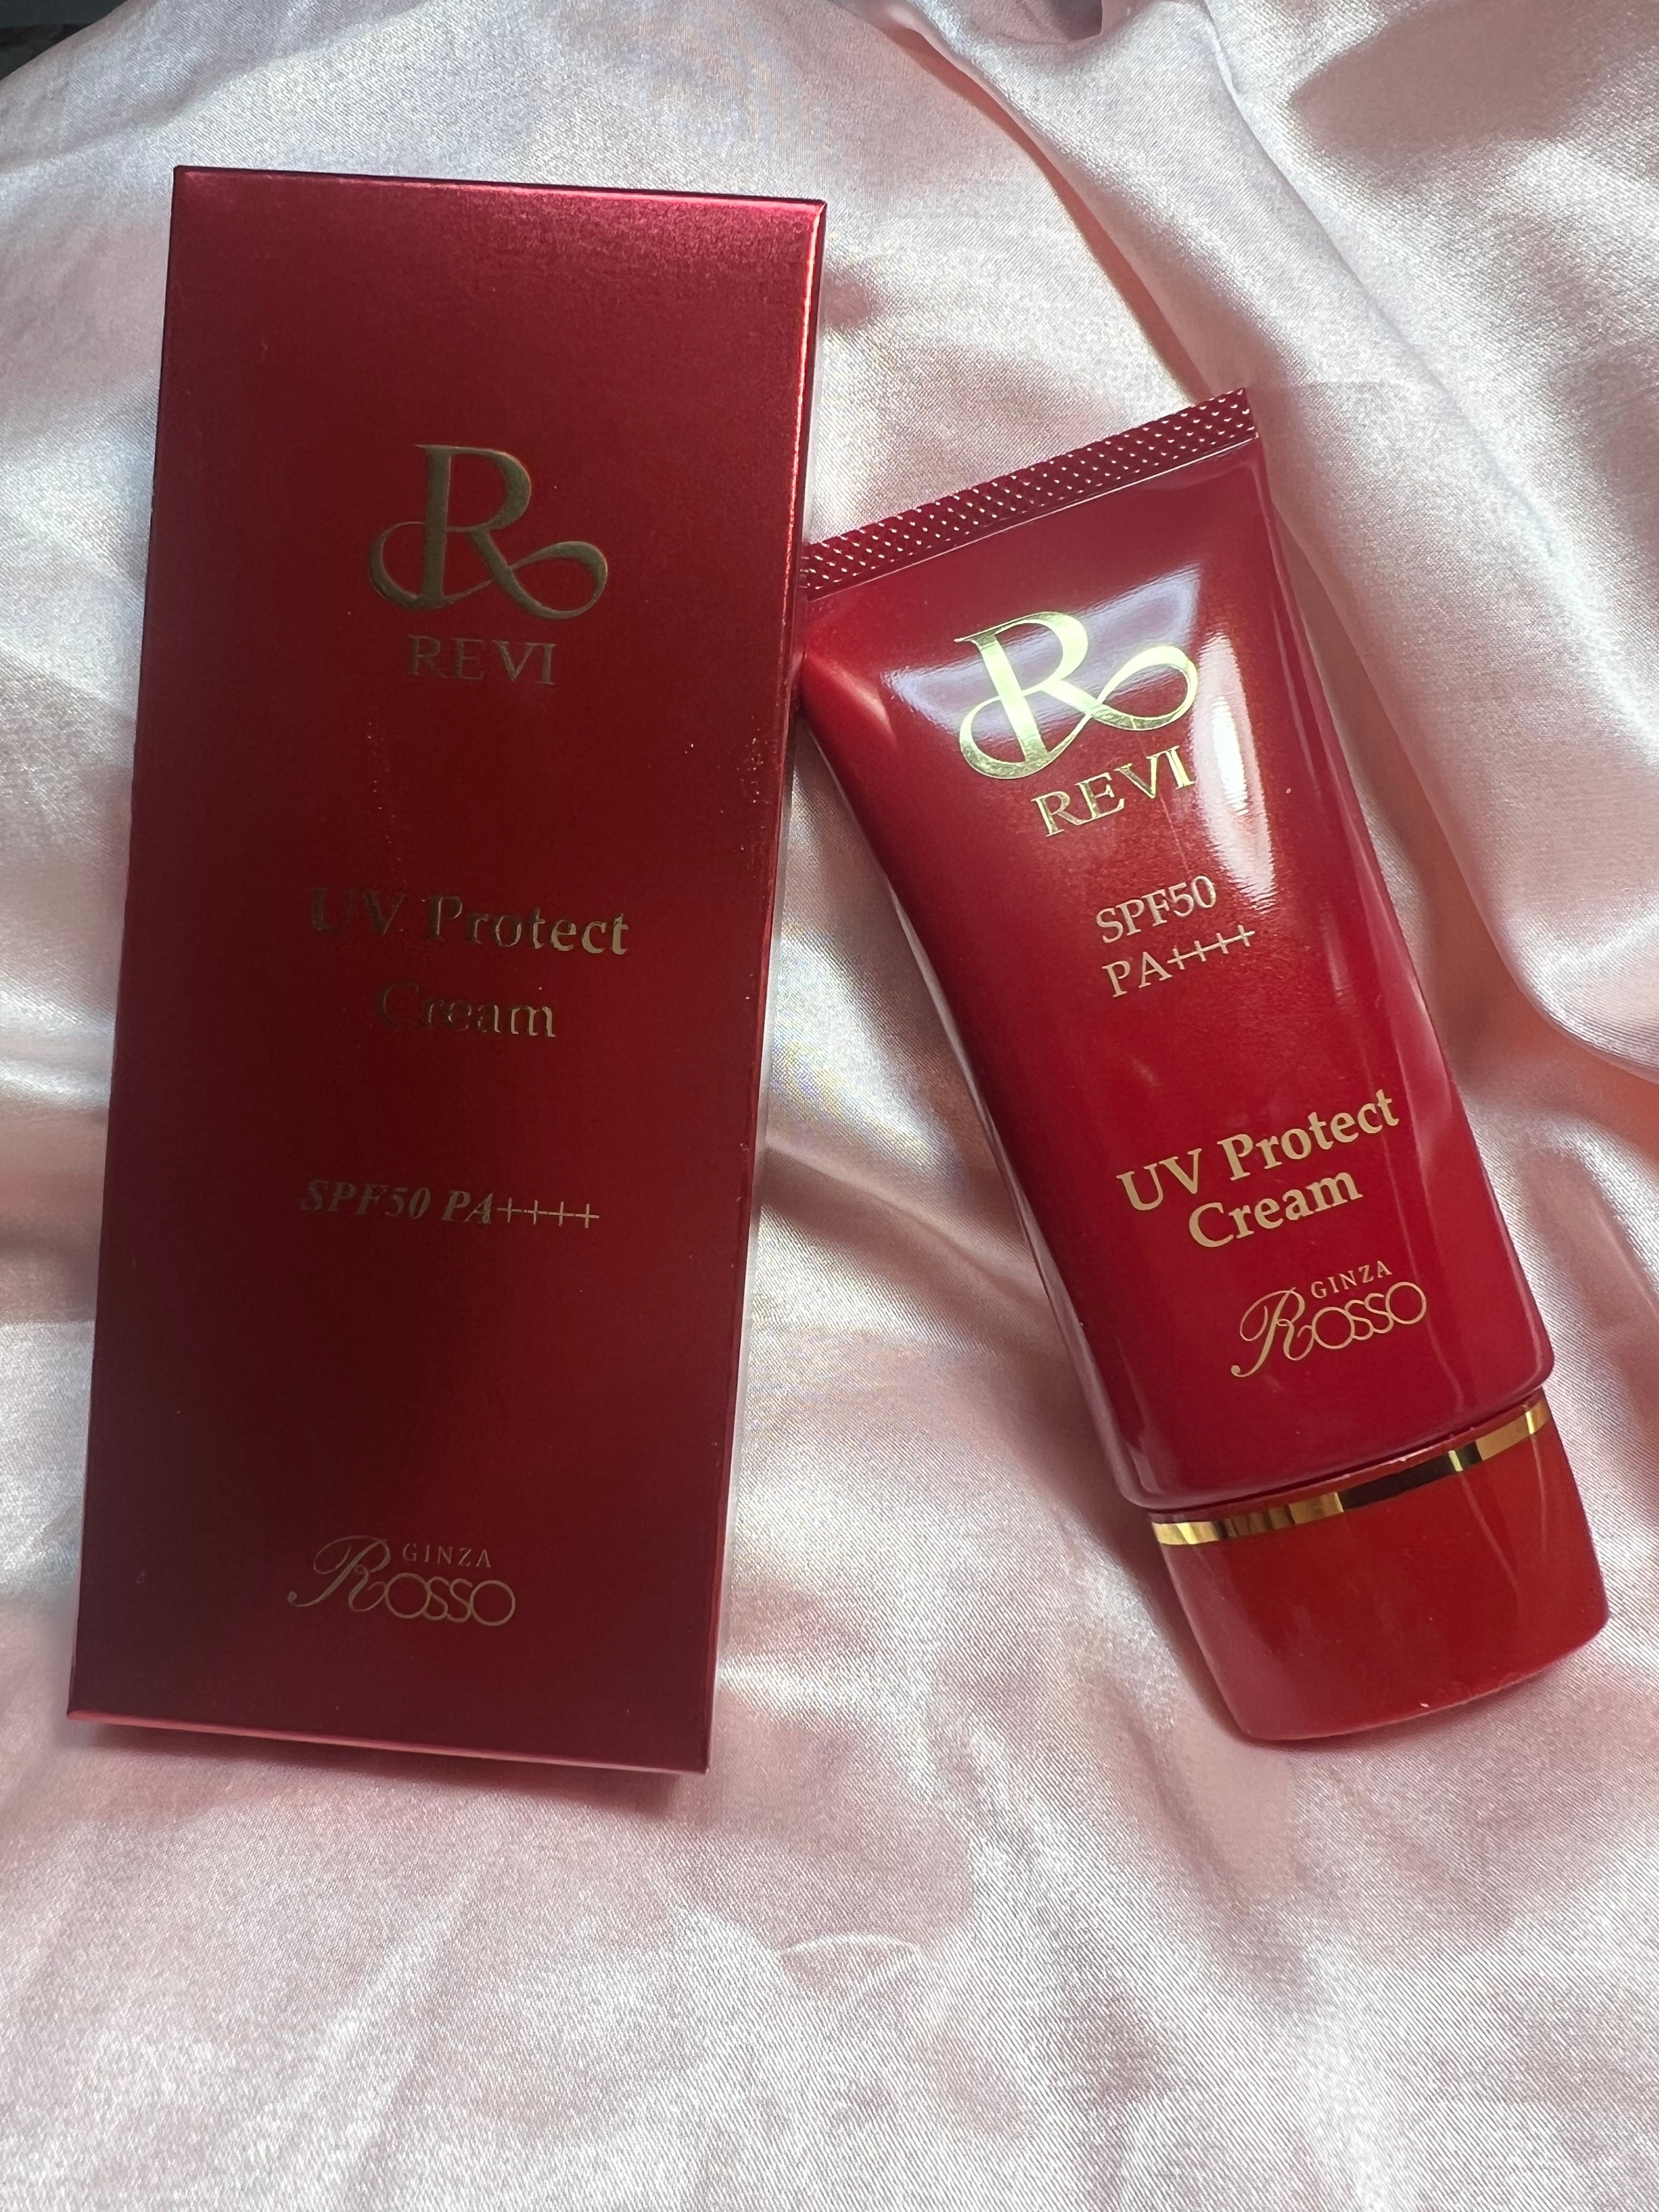 R
REVI
UV Protect
Cream
SPF50 PA++++
GINZA
Rosso
R
REVI
SPF50
PA++++
UV Protect
Cream
GINZA
Rosso